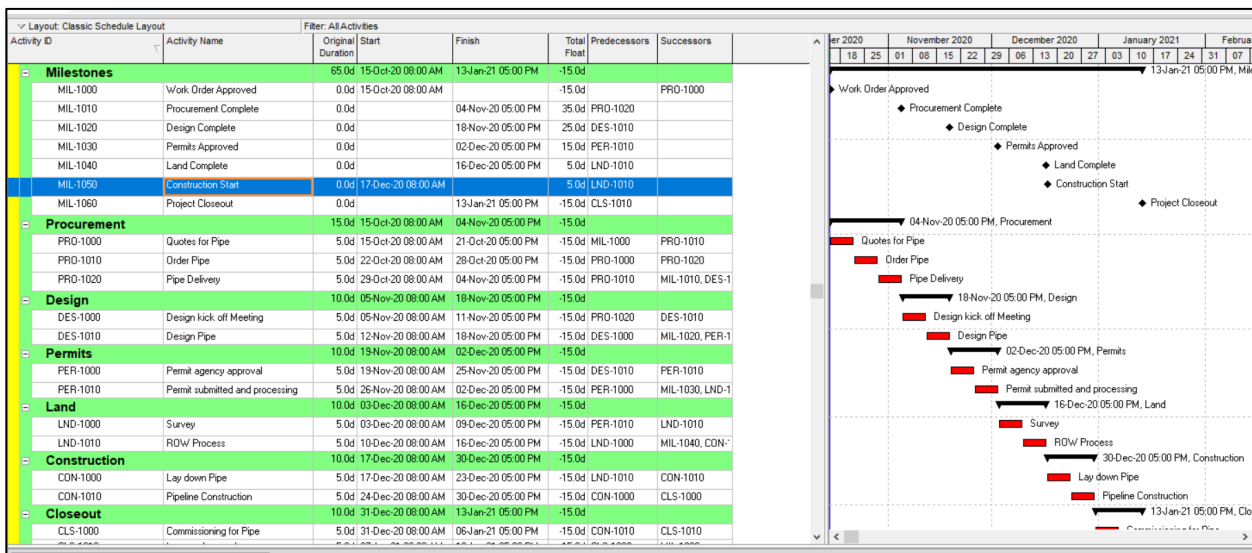 Layout: Classic Schedule Layout Filter: All Activities
Activity ID Activity Name Original Duration Start Finish Total Float Predecessors Successors
Milestones 65.0d 15-Oct-20 08:00 AM 13-Jan-21 05:00 PM -15.0d
MIL-1000 Work Order Approved 0.0d 15-Oct-20 08:00 AM -15.0d PRO-1000
MIL-1010 Procurement Complete 0.0d 04-Nov-20 05:00 PM 35.0d PRO-1020
MIL-1020 Design Complete 0.0d 18-Nov-20 05:00 PM 25.0d DES-1010
MIL-1030 Permits Approved 0.0d 02-Dec-20 05:00 PM 15.0d PER-1010
MIL-1040 Land Complete 0.0d 16-Dec-20 05:00 PM 5.0d LND-1010
MIL-1050 Construction Start 0.0d 17-Dec-20 08:00 AM 5.0d LND-1010
MIL-1060 Project Closeout 0.0d 13-Jan-21 05:00 PM -15.0d CLS-1010
Procurement 15.0d 15-Oct-20 08:00 AM 04-Nov-20 05:00 PM -15.0d
PRO-1000 Quotes for Pipe 5.0d 15-Oct-20 08:00 AM 21-Oct-20 05:00 PM -15.0d MIL-1000 PRO-1010
PRO-1010 Order Pipe 5.0d 22-Oct-20 08:00 AM 28-Oct-20 05:00 PM -15.0d PRO-1000 PRO-1020
PRO-1020 Pipe Delivery 5.0d 29-Oct-20 08:00 AM 04-Nov-20 05:00 PM -15.0d PRO-1010 MIL-1010, DES-1
Design 10.0d 05-Nov-20 08:00 AM 18-Nov-20 05:00 PM -15.0d
DES-1000 Design kick off Meeting 5.0d 05-Nov-20 08:00 AM 11-Nov-20 05:00 PM -15.0d PRO-1020 DES-1010
DES-1010 Design Pipe 5.0d 12-Nov-20 08:00 AM 18-Nov-20 05:00 PM -15.0d DES-1000 MIL-1020, PER-1
Permits 10.0d 19-Nov-20 08:00 AM 02-Dec-20 05:00 PM -15.0d
PER-1000 Permit agency approval 5.0d 19-Nov-20 08:00 AM 25-Nov-20 05:00 PM -15.0d DES-1010 PER-1010
PER-1010 Permit submitted and processing 5.0d 26-Nov-20 08:00 AM 02-Dec-20 05:00 PM -15.0d PER-1000 MIL-1030, LND-1
Land 10.0d 03-Dec-20 08:00 AM 16-Dec-20 05:00 PM -15.0d
LND-1000 Survey 5.0d 03-Dec-20 08:00 AM 09-Dec-20 05:00 PM -15.0d PER-1010 LND-1010
LND-1010 ROW Process 5.0d 10-Dec-20 08:00 AM 16-Dec-20 05:00 PM -15.0d LND-1000 MIL-1040, CON-
Construction 10.0d 17-Dec-20 08:00 AM 30-Dec-20 05:00 PM -15.0d
CON-1000 Lay down Pipe 5.0d 17-Dec-20 08:00 AM 23-Dec-20 05:00 PM -15.0d LND-1010 CON-1010
CON-1010 Pipeline Construction 5.0d 24-Dec-20 08:00 AM 30-Dec-20 05:00 PM -15.0d CON-1000 CLS-1000
Closeout 10.0d 31-Dec-20 08:00 AM 13-Jan-21 05:00 PM -15.0d
CLS-1000 Commissioning for Pipe 5.0d 31-Dec-20 08:00 AM 06-Jan-21 05:00 PM -15.0d CON-1010 CLS-1010
er 2020 November 2020 December 2020 January 2021 Februa
18 25 01 08 15 22 29 06 13 20 27 03 10 17 24 31 07
13-Jan-21 05:00 PM, Mile
Work Order Approved
Procurement Complete
Design Complete
Permits Approved
Land Complete
Construction Start
Project Closeout
04-Nov-20 05:00 PM, Procurement
Quotes for Pipe
Order Pipe
Pipe Delivery
18-Nov-20 05:00 PM, Design
Design kick off Meeting
Design Pipe
02-Dec-20 05:00 PM, Permits
Permit agency approval
Permit submitted and processing
16-Dec-20 05:00 PM, Land
Survey
ROW Process
30-Dec-20 05:00 PM, Construction
Lay down Pipe
Pipeline Construction
13-Jan-21 05:00 PM, Clo